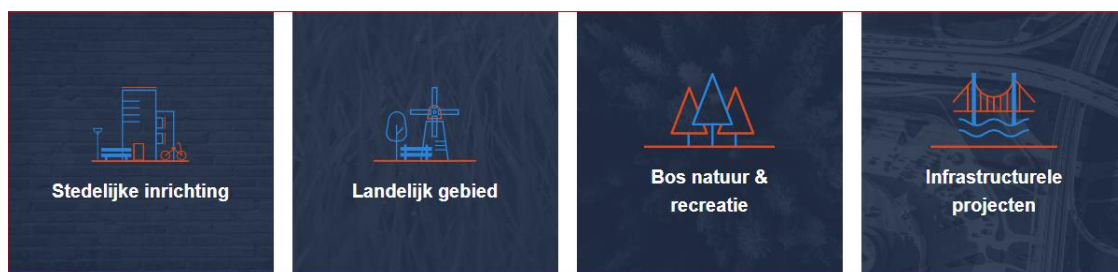 Stedelijke inrichting
Landelijk gebied
Bos natuur &
recreatie
Infrastructurele
projecten